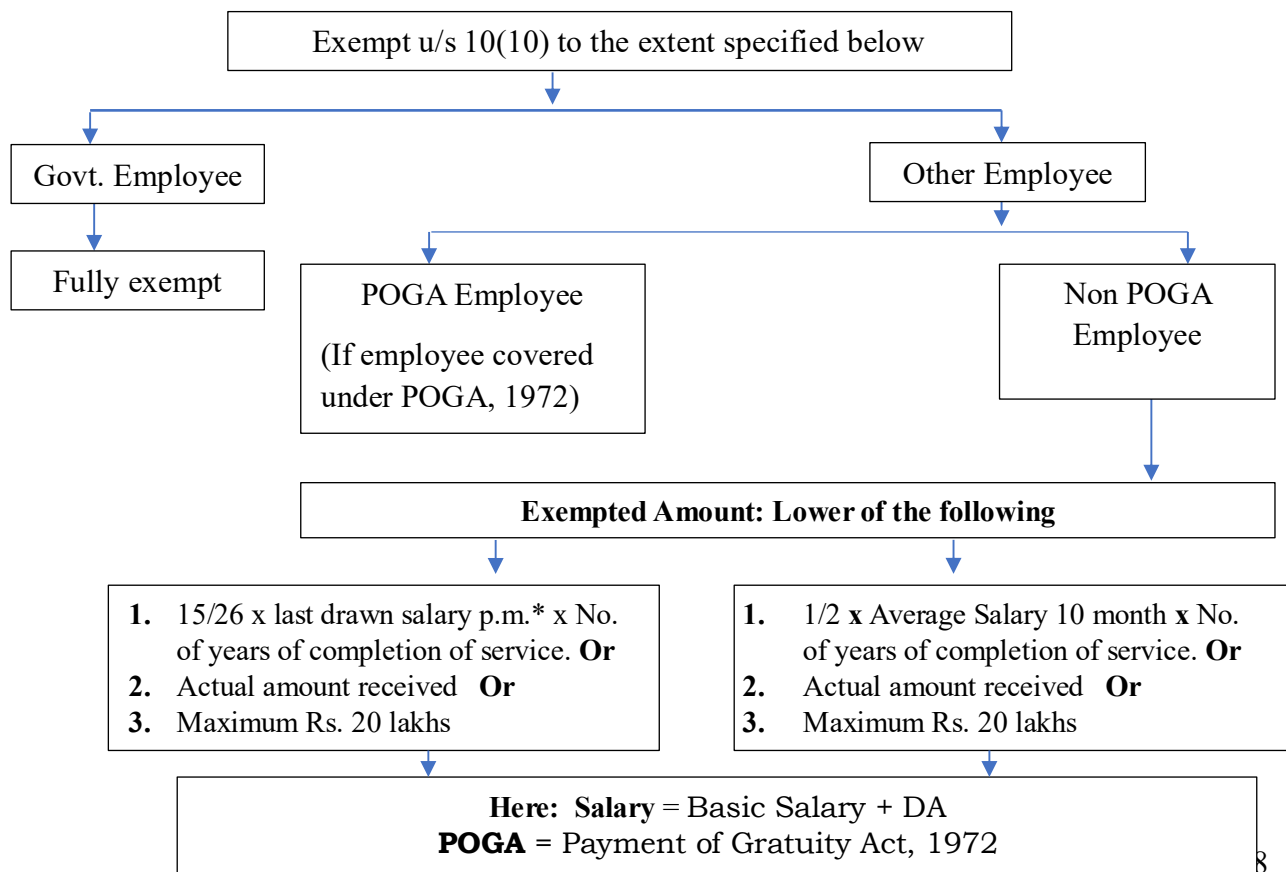 Exempt u/s 10(10) to the extent specified below
Govt. Employee
Other Employee
Fully exempt
POGA Employee
(If employee covered
under POGA, 1972)
Non POGA
Employee
Exempted Amount: Lower of the following
1. 15/26 x last drawn salary p.m.* x No.
of years of completion of service. Or
2. Actual amount received Or
3. Maximum Rs. 20 lakhs
1. 1/2 x Average Salary 10 month x No.
of years of completion of service. Or
2. Actual amount received Or
3. Maximum Rs. 20 lakhs
Here: Salary = Basic Salary + DA
POGA = Payment of Gratuity Act, 1972
8